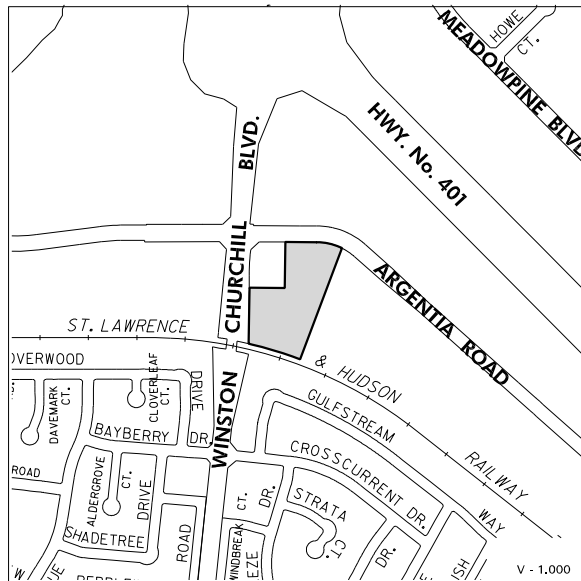 HOWE
CT.
MEADOWPINE BLVD
HWY. No. 401
BLVD.
CHURCHILL
WINSTON
ARGENTIA ROAD
ST. LAWRENCE
& HUDSON
RAILWAY
OVERWOOD
DAVEMARK
CT.
CLOVERLEAF
CT.
DRIVE
GULFSTREAM
WAY
BAYBERRY
DR.
CROSSCURRENT DR.
ROAD
ALDERGROVE
CT.
DRIVE
SHADETREE
ROAD
WINDBREAK
CT.
DR.
STRATA
CT.
DR.
V - 1.000